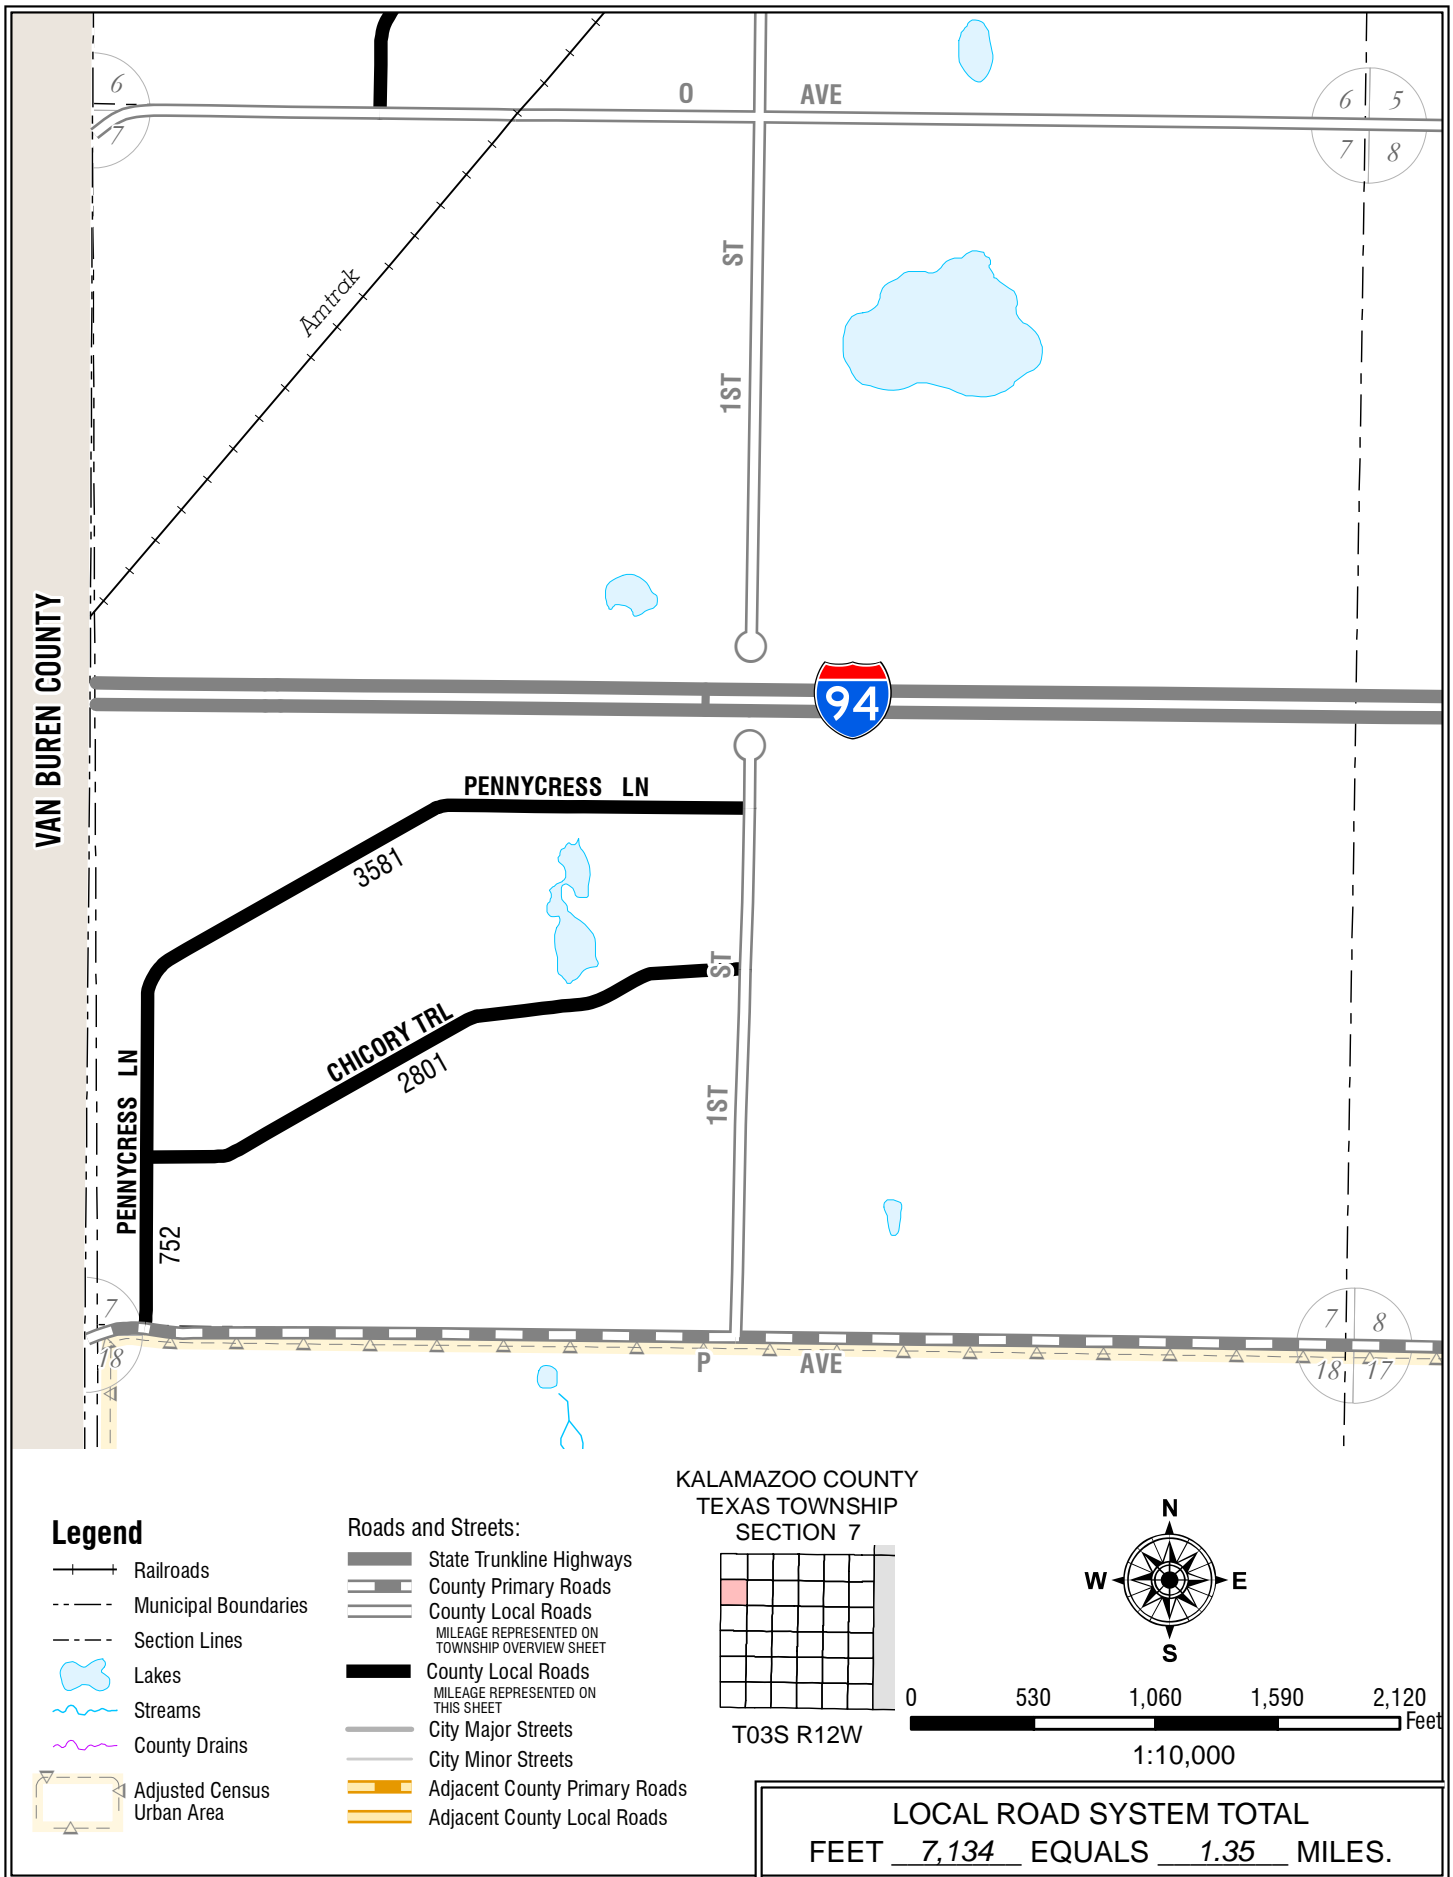 6
7
O AVE
6 5
7 8
ST
1ST
Amtrak
VAN BUREN COUNTY
94
PENNYCRESS LN
3581
ST
CHICORY TRL
2801
PENNYCRESS LN
1ST
752
7
18
P AVE
7 8
18 17
KALAMAZOO COUNTY
TEXAS TOWNSHIP
SECTION 7
T03S R12W
Legend
Railroads
Municipal Boundaries
Section Lines
Lakes
Streams
County Drains
Adjusted Census
Urban Area
Roads and Streets:
State Trunkline Highways
County Primary Roads
County Local Roads
MILEAGE REPRESENTED ON
TOWNSHIP OVERVIEW SHEET
County Local Roads
MILEAGE REPRESENTED ON
THIS SHEET
City Major Streets
City Minor Streets
Adjacent County Primary Roads
Adjacent County Local Roads
N
W E
S
0 530 1,060 1,590 2,120
Feet
1:10,000
LOCAL ROAD SYSTEM TOTAL
FEET 7,134 EQUALS 1.35 MILES.